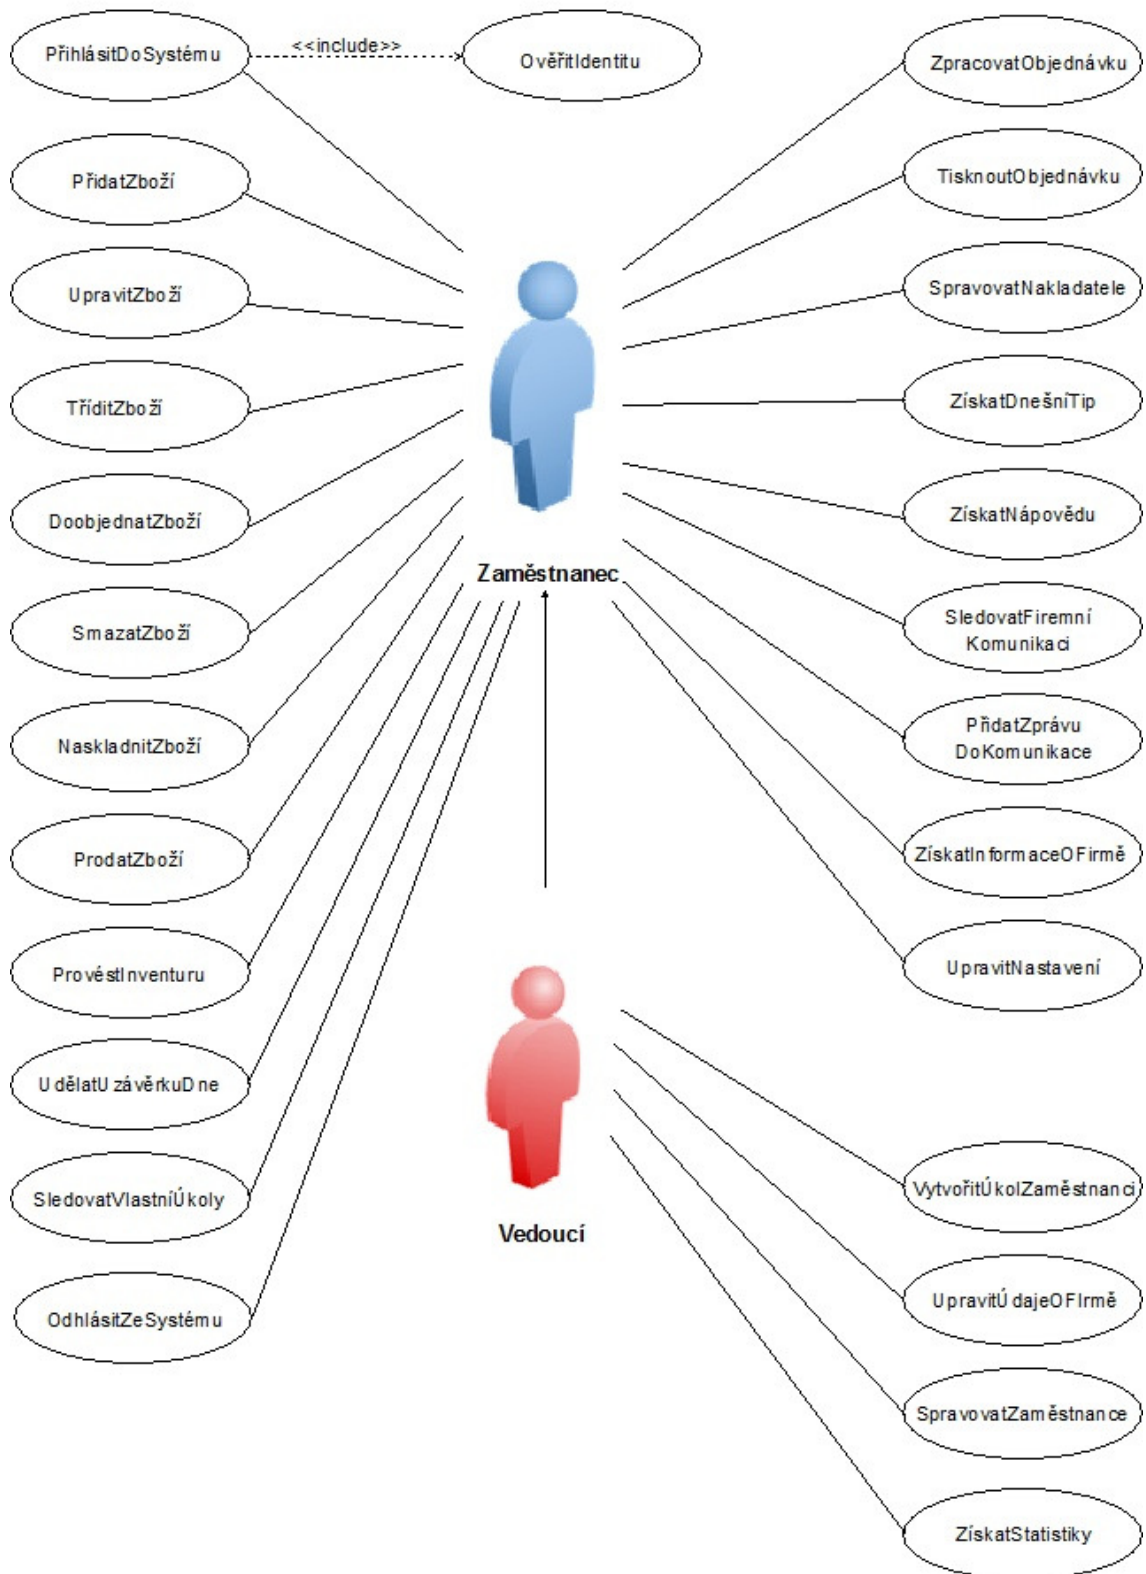 PřihlásitDoSystému
<<include>>
OvěřitIdentitu
ZpracovatObjednávku
PřidatZboží
TisknoutObjednávku
UpravitZboží
SpravovatNakladatele
TříditZboží
ZískatDnešníTip
DoobjednatZboží
ZískatNápovědu
Zaměstnanec
SmazatZboží
SledovatFiremní
Komunikaci
NaskladnitZboží
PřidatZprávu
DoKomunikace
ProdatZboží
ZískatInformaceOFirmě
ProvéstInventuru
UpravitNastavení
UdělatUzávěrkuDne
SledovatVlastníÚkoly
VytvořitÚkolZaměstnanci
Vedoucí
OdhlásitZeSystému
UpravitÚdajeOFIrmě
SpravovatZaměstnance
ZískatStatistiky